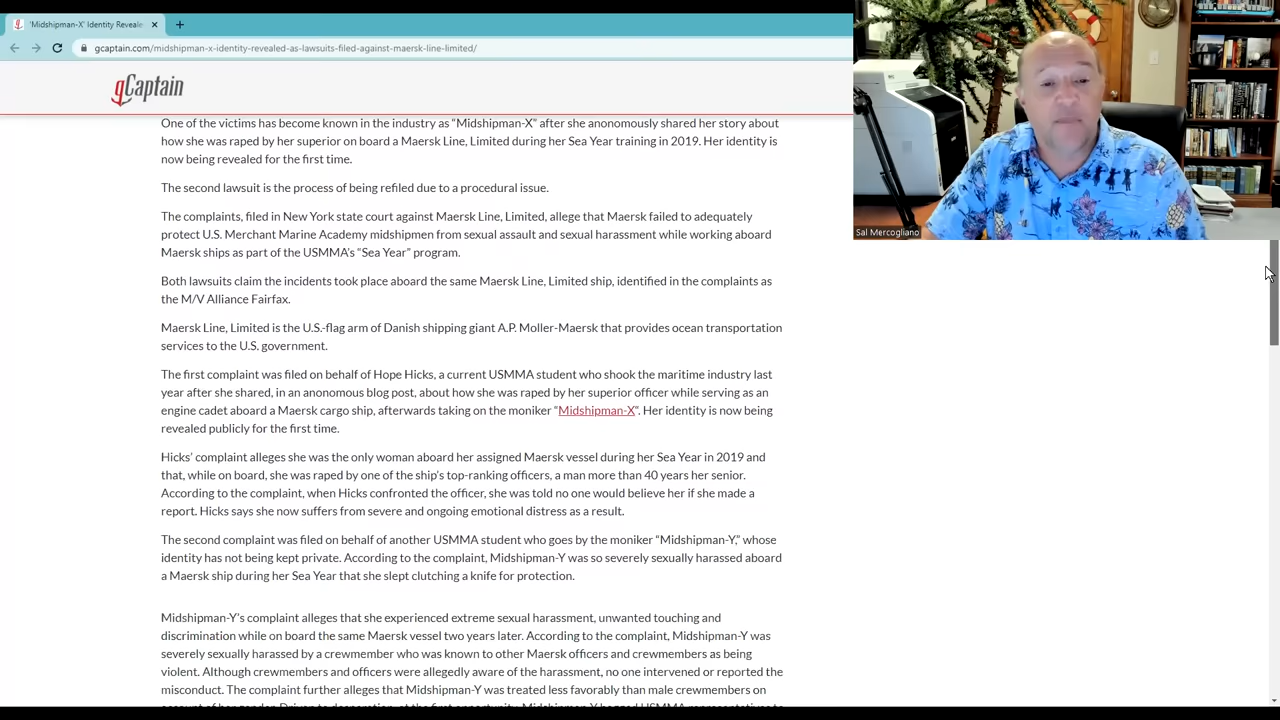 'Midshipman-X' Identity Reveale
gcaptain.com/midshipman-x-identity-revealed-as-lawsuits-filed-against-maersk-line-limited/
gCaptain
One of the victims has become known in the industry as “Midshipman-X” after she anonomously shared her story about
how she was raped by her superior on board a Maersk Line, Limited during her Sea Year training in 2019. Her identity is
now being revealed for the first time.
The second lawsuit is the process of being refiled due to a procedural issue.
The complaints, filed in New York state court against Maersk Line, Limited, allege that Maersk failed to adequately
protect U.S. Merchant Marine Academy midshipmen from sexual assault and sexual harassment while working aboard
Maersk ships as part of the USMMA’s “Sea Year” program.
Both lawsuits claim the incidents took place aboard the same Maersk Line, Limited ship, identified in the complaints as
the M/V Alliance Fairfax.
Maersk Line, Limited is the U.S.-flag arm of Danish shipping giant A.P. Moller-Maersk that provides ocean transportation
services to the U.S. government.
The first complaint was filed on behalf of Hope Hicks, a current USMMA student who shook the maritime industry last
year after she shared, in an anonomous blog post, about how she was raped by her superior officer while serving as an
engine cadet aboard a Maersk cargo ship, afterwards taking on the moniker “Midshipman-X”. Her identity is now being
revealed publicly for the first time.
Hicks’ complaint alleges she was the only woman aboard her assigned Maersk vessel during her Sea Year in 2019 and
that, while on board, she was raped by one of the ship’s top-ranking officers, a man more than 40 years her senior.
According to the complaint, when Hicks confronted the officer, she was told no one would believe her if she made a
report. Hicks says she now suffers from severe and ongoing emotional distress as a result.
The second complaint was filed on behalf of another USMMA student who goes by the moniker “Midshipman-Y,” whose
identity has not being kept private. According to the complaint, Midshipman-Y was so severely sexually harassed aboard
a Maersk ship during her Sea Year that she slept clutching a knife for protection.
Midshipman-Y’s complaint alleges that she experienced extreme sexual harassment, unwanted touching and
discrimination while on board the same Maersk vessel two years later. According to the complaint, Midshipman-Y was
severely sexually harassed by a crewmember who was known to other Maersk officers and crewmembers as being
violent. Although crewmembers and officers were allegedly aware of the harassment, no one intervened or reported the
misconduct. The complaint further alleges that Midshipman-Y was treated less favorably than male crewmembers on
Sal Mercogliano